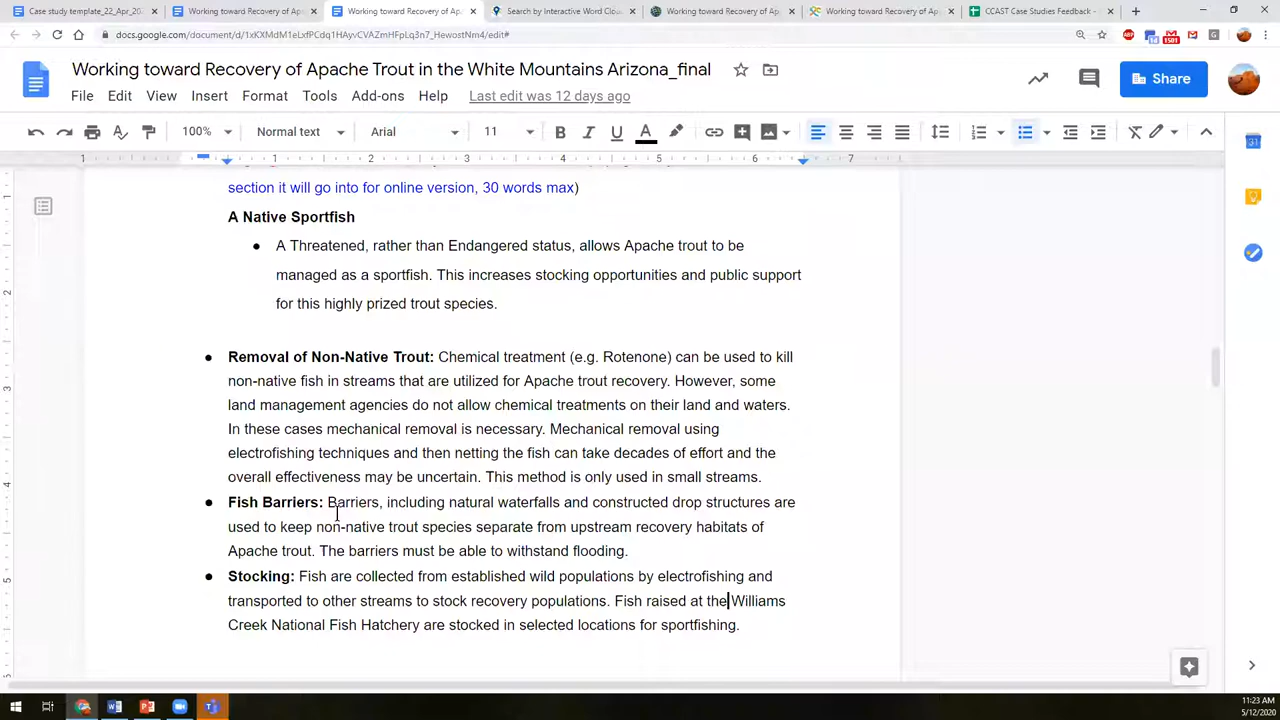 Case study template_22_Apr_20
Working toward Recovery of Ap
Working toward Recovery of Ap
Search by Interactive Word Clou
Working toward Recovery of Ap
Working toward Recovery of Ap
CCAST Case Studies Feedback -
docs.google.com/document/d/1xKXMdM1eLxfPCdq1HAyvCVAZmHFpLq3n7_HewostNm4/edit#
Working toward Recovery of Apache Trout in the White Mountains Arizona_final
Share
File Edit View Insert Format Tools Add-ons Help Last edit was 12 days ago
100% Normal text Arial 11
1 1 2 3 4 5 6 7
section it will go into for online version, 30 words max)
A Native Sportfish
● A Threatened, rather than Endangered status, allows Apache trout to be
managed as a sportfish. This increases stocking opportunities and public support
for this highly prized trout species.
● Removal of Non-Native Trout: Chemical treatment (e.g. Rotenone) can be used to kill
non-native fish in streams that are utilized for Apache trout recovery. However, some
land management agencies do not allow chemical treatments on their land and waters.
In these cases mechanical removal is necessary. Mechanical removal using
electrofishing techniques and then netting the fish can take decades of effort and the
overall effectiveness may be uncertain. This method is only used in small streams.
● Fish Barriers: Barriers, including natural waterfalls and constructed drop structures are
used to keep non-native trout species separate from upstream recovery habitats of
Apache trout. The barriers must be able to withstand flooding.
● Stocking: Fish are collected from established wild populations by electrofishing and
transported to other streams to stock recovery populations. Fish raised at the Williams
Creek National Fish Hatchery are stocked in selected locations for sportfishing.
11:23 AM
5/12/2020